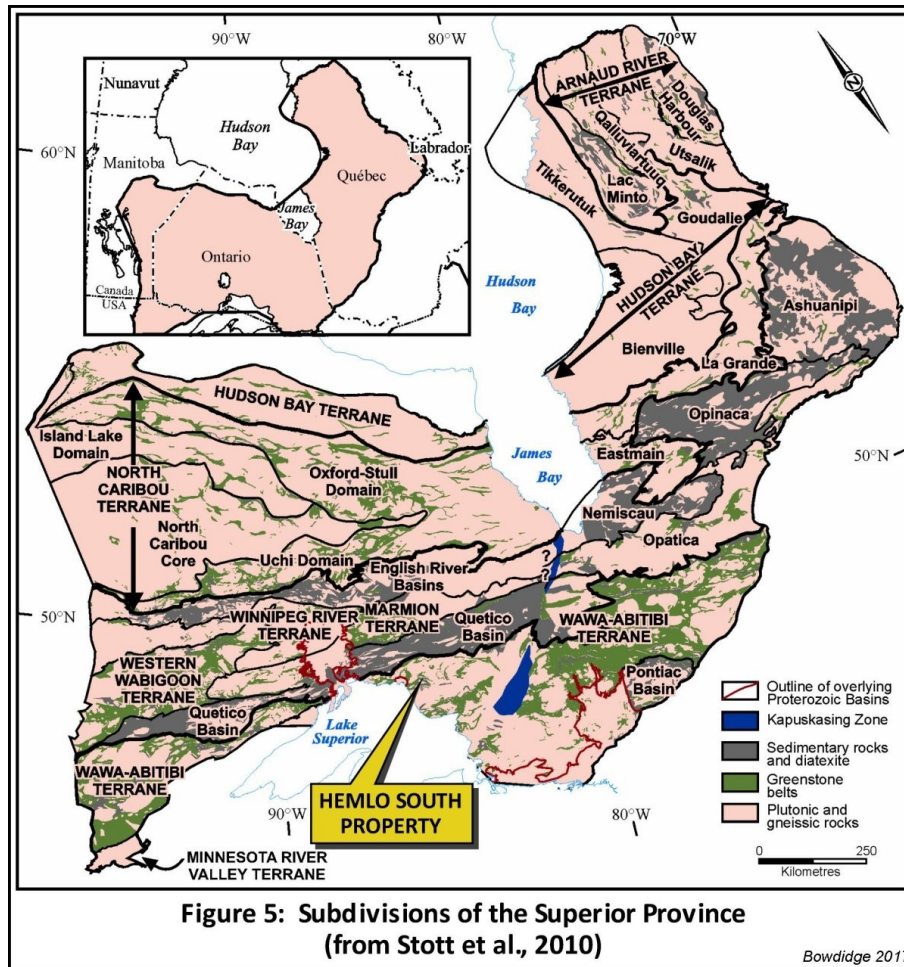 90°W
80°W
70°W
60°N
Nunavut
Hudson
Bay
Manitoba
Labrador
Québec
James
Bay
Ontario
Canada
USA
ARNAUD RIVER
TERRANE
Douglas
Harbour
Qalluviartuuq
Utsalik
Tikkerutuk
Lac
Minto
Goudalie
N
Hudson
Bay
HUDSON BAY
TERRANE
Ashuanipi
Bienville
La Grande
Opinaca
HUDSON BAY TERRANE
Island Lake
Domain
NORTH
CARIBOU
TERRANE
Oxford-Stull
Domain
James
Bay
Eastmain
50°N
North
Caribou
Core
Nemiscau
Opatica
Uchi Domain
English River
Basins
?
?
50°N
WINNIPEG RIVER
TERRANE
MARMION
TERRANE
Quetico
Basin
WAWA-ABITIBI
TERRANE
WESTERN
WABIGOON
TERRANE
Pontiac
Basin
Quetico
Basin
Lake
Superior
WAWA-ABITIBI
TERRANE
HEMLO SOUTH
PROPERTY
90°W
80°W
MINNESOTA RIVER
VALLEY TERRANE
Outline of overlying
Proterozoic Basins
Kapuskasing Zone
Sedimentary rocks
and diatexite
Greenstone
belts
Plutonic and
gneissic rocks
0 250
Kilometres
Figure 5: Subdivisions of the Superior Province
(from Stott et al., 2010)
Bowdidge 2017